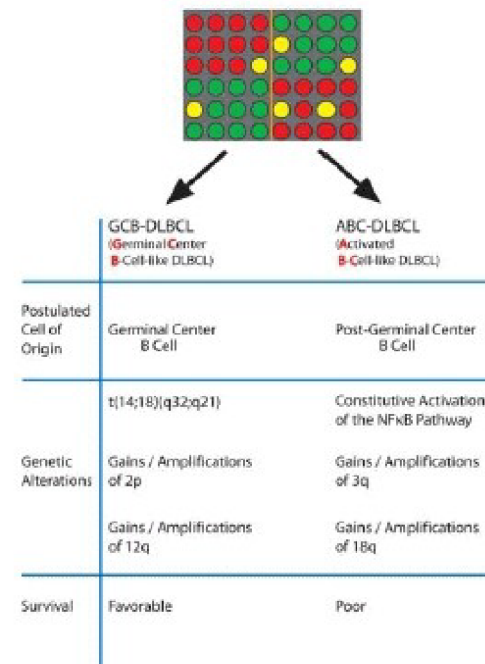 GCB-DLBCL
(Germinal Center
B-Cell-like DLBCL)
ABC-DLBCL
(Activated
B-Cell-like DLBCL)
Postulated
Cell of
Origin
Germinal Center
B Cell
Post-Germinal Center
B Cell
Genetic
Alterations
t(14;18)(q32;q21)
Constitutive Activation
of the NFκB Pathway
Gains / Amplifications
of 2p
Gains / Amplifications
of 3q
Gains / Amplifications
of 12q
Gains / Amplifications
of 18q
Survival
Favorable
Poor